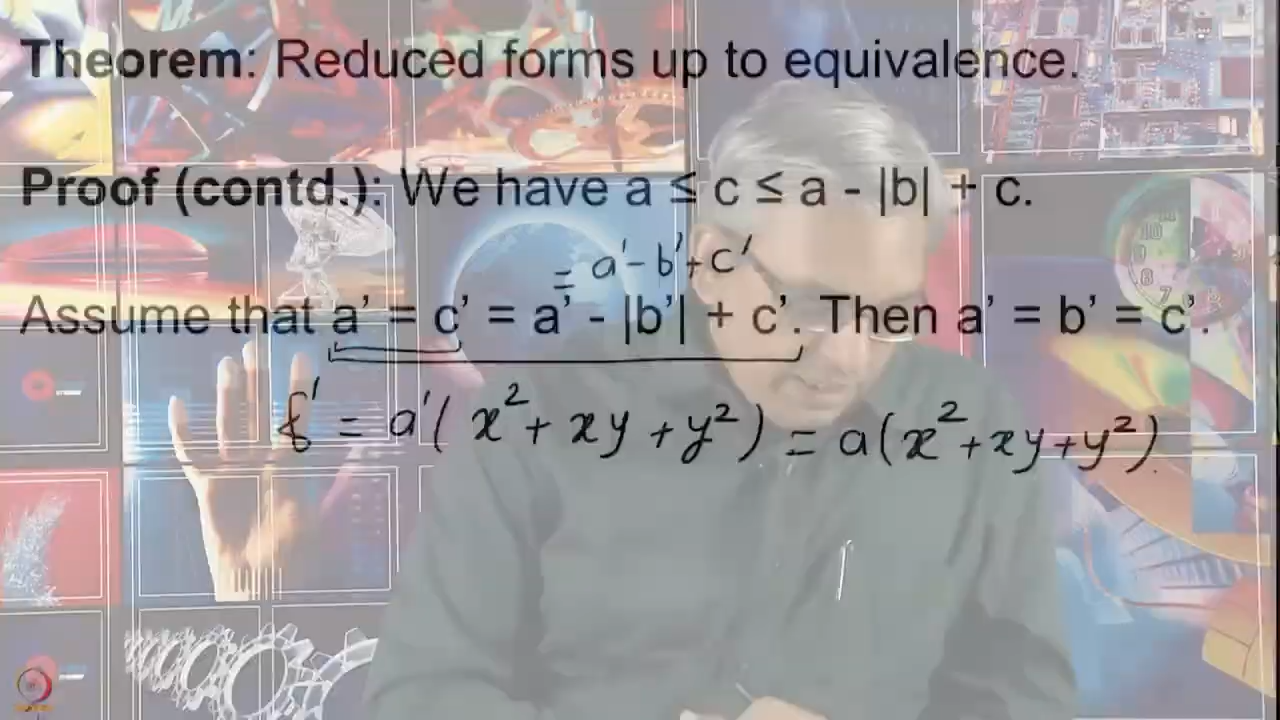 Theorem: Reduced forms up to equivalence.
Proof (contd.): We have a ≤ c ≤ a - |b| + c.
= a' - b' + c'
Assume that a’ = c’ = a’ - |b’| + c’. Then a’ = b’ = c’.
f' = a'(x² + xy + y²) = a(x² + xy + y²).